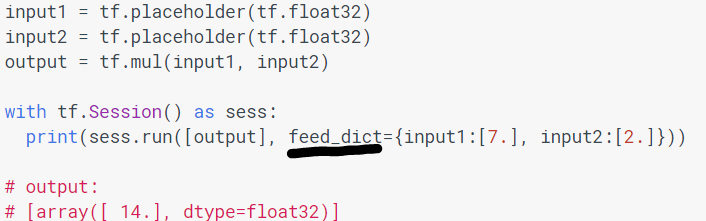 input1 = tf.placeholder(tf.float32)
input2 = tf.placeholder(tf.float32)
output = tf.mul(input1, input2)
with tf.Session() as sess:
  print(sess.run([output], feed_dict={input1:[7.], input2:[2.]}))
# output:
# [array([ 14.], dtype=float32)]